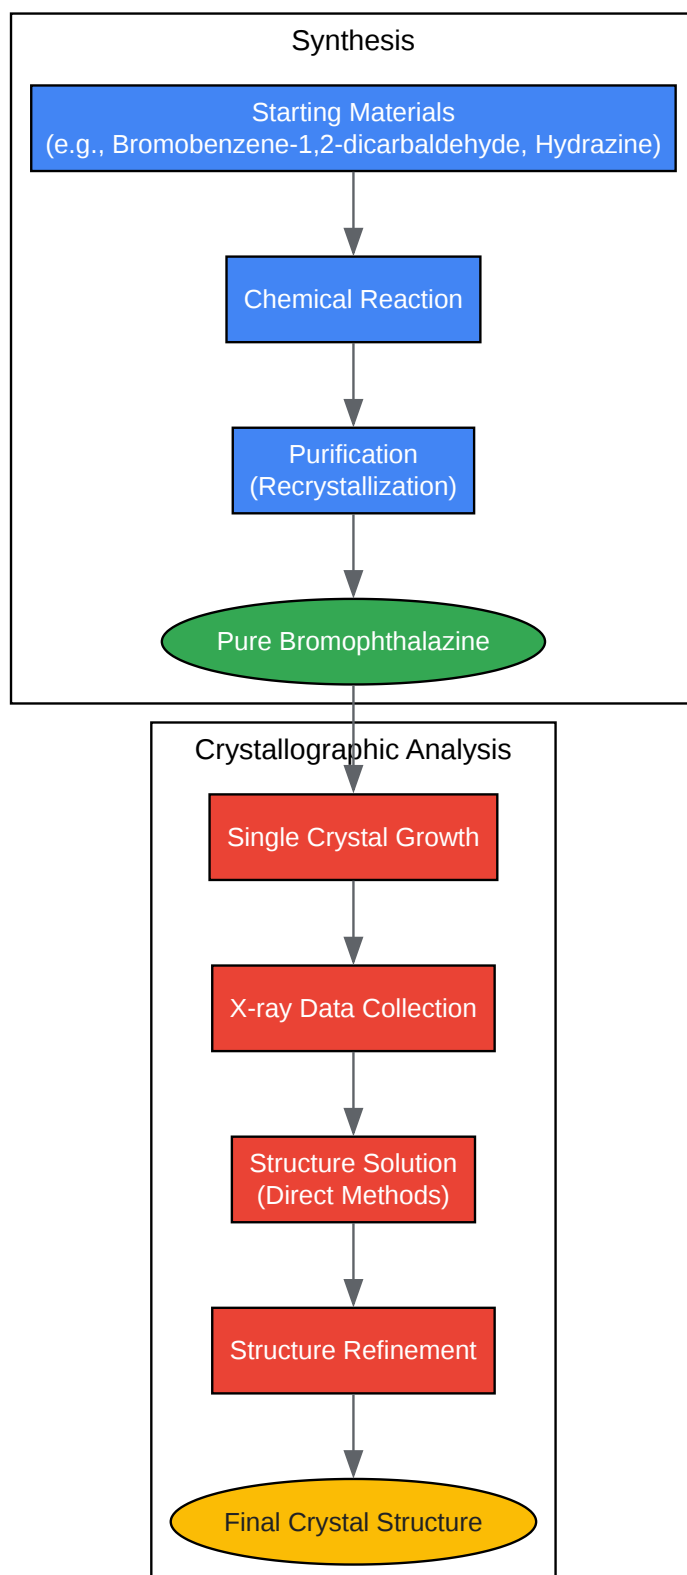 Synthesis
Starting Materials
(e.g., Bromobenzene-1,2-dicarbaldehyde, Hydrazine)
Chemical Reaction
Purification
(Recrystallization)
Pure Bromophthalazine
Crystallographic Analysis
Single Crystal Growth
X-ray Data Collection
Structure Solution
(Direct Methods)
Structure Refinement
Final Crystal Structure